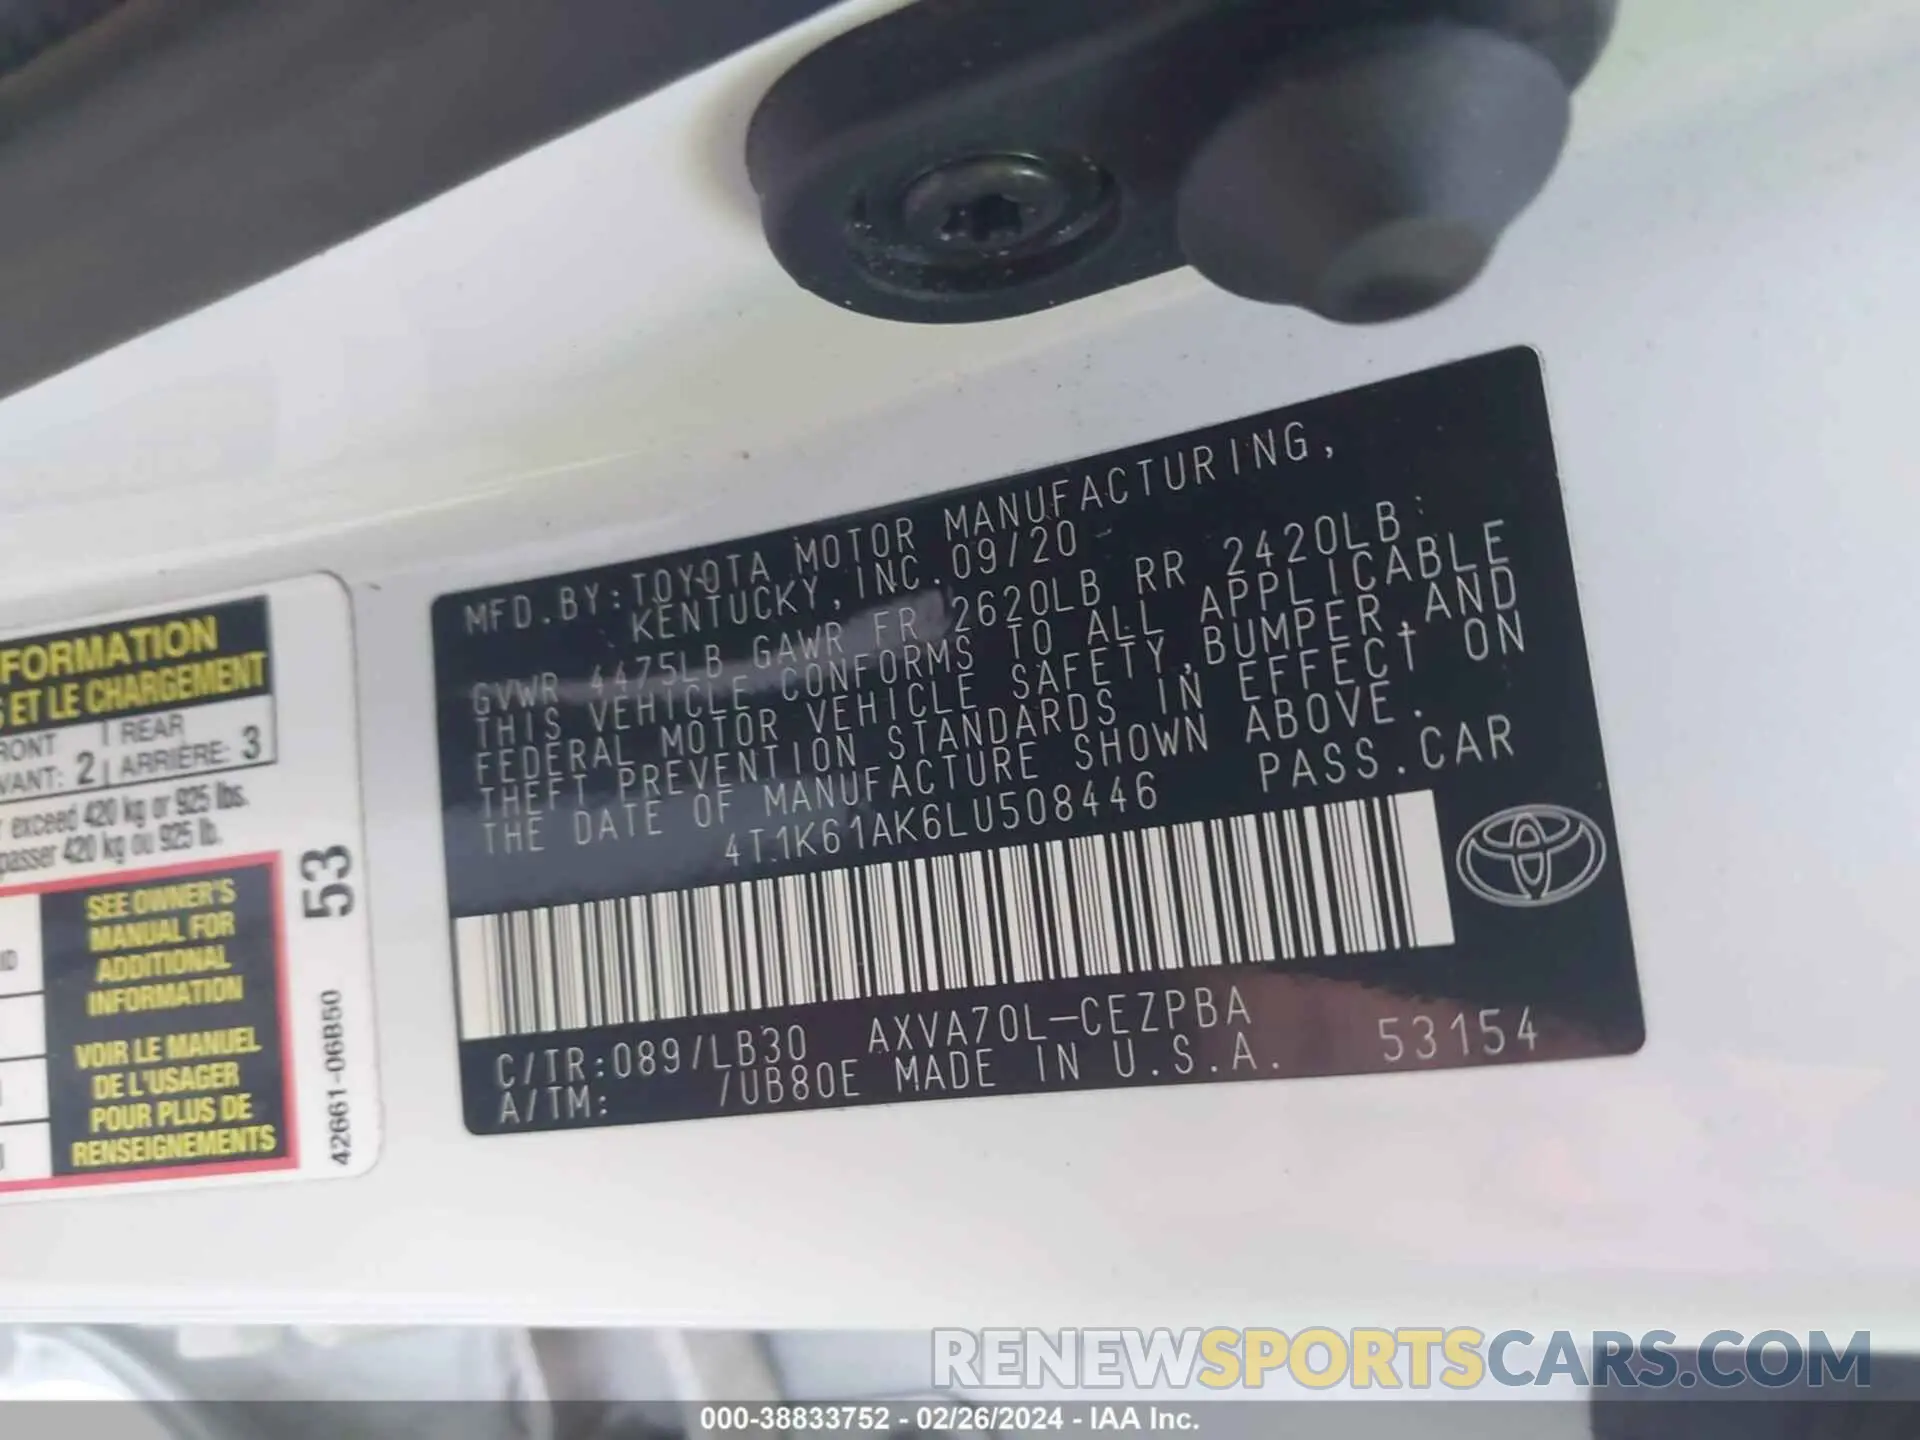 NFORMATION
S ET LE CHARGEMENT
RONT
VANT: 2
REAR
ARRIÈRE: 3
r exceed 420 kg or 925 lbs.
passer 420 kg ou 925 lb.
SEE OWNER'S
MANUAL FOR
ADDITIONAL
INFORMATION
VOIR LE MANUEL
DE L'USAGER
POUR PLUS DE
RENSEIGNEMENTS
53
42661-06B50
MFD.BY:TOYOTA MOTOR MANUFACTURING,
KENTUCKY,INC.09/20
GVWR 4475LB GAWR FR 2620LB RR 2420LB
THIS VEHICLE CONFORMS TO ALL APPLICABLE
FEDERAL MOTOR VEHICLE SAFETY,BUMPER,AND
THEFT PREVENTION STANDARDS IN EFFECT ON
THE DATE OF MANUFACTURE SHOWN ABOVE.
4T1K61AK6LU508446 PASS.CAR
C/TR:089/LB30 AXVA70L-CEZPBA
A/TM: /UB80E MADE IN U.S.A. 53154
RENEWSPORTSCARS.COM
000-38833752 - 02/26/2024 - IAA Inc.